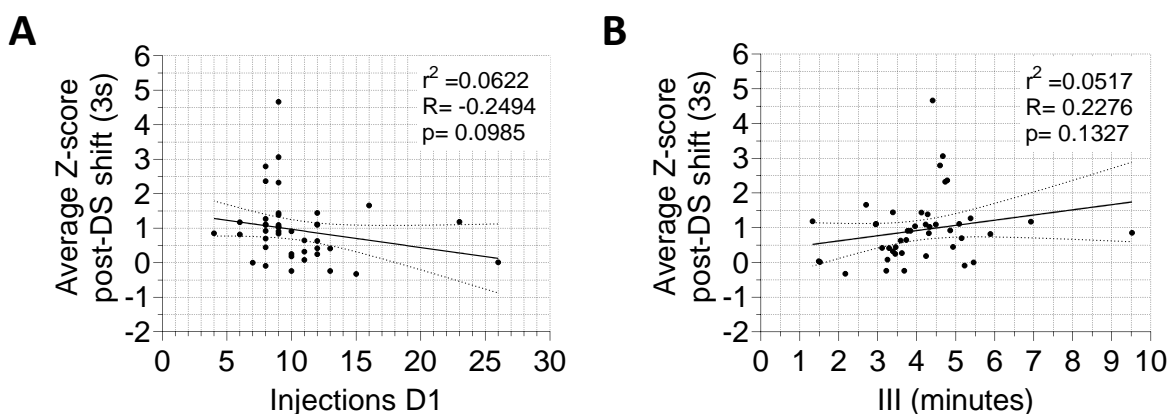 A
Average Z-score
post-DS shift (3s)
6
5
4
3
2
1
0
-1
-2
r² =0.0622
R= -0.2494
p= 0.0985
0 5 10 15 20 25 30
Injections D1
B
Average Z-score
post-DS shift (3s)
6
5
4
3
2
1
0
-1
-2
r² =0.0517
R= 0.2276
p= 0.1327
0 1 2 3 4 5 6 7 8 9 10
III (minutes)